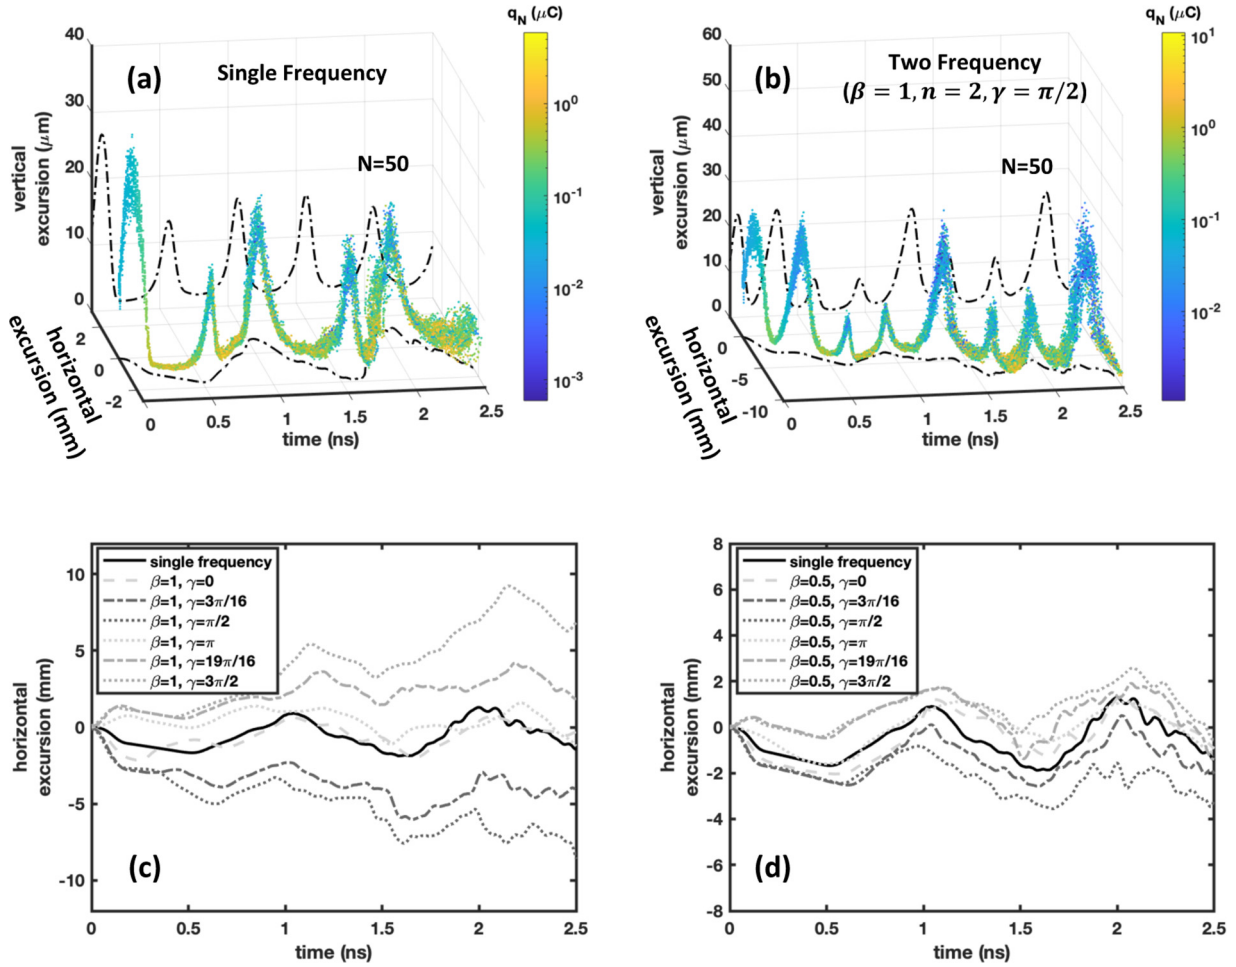 q_N (μC)
(a)
Single Frequency
N=50
40
30
20
10
0
vertical
excursion (μm)
2
0
-2
horizontal
excursion (mm)
0
0.5
1
1.5
2
2.5
time (ns)
10^0
10^-1
10^-2
10^-3
q_N (μC)
(b)
Two Frequency
(β = 1, n = 2, γ = π/2)
N=50
60
50
40
30
20
10
0
vertical
excursion (μm)
0
-5
-10
horizontal
excursion (mm)
0
0.5
1
1.5
2
2.5
time (ns)
10^1
10^0
10^-1
10^-2
single frequency
β=1, γ=0
β=1, γ=3π/16
β=1, γ=π/2
β=1, γ=π
β=1, γ=19π/16
β=1, γ=3π/2
10
5
0
-5
-10
horizontal
excursion (mm)
(c)
0
0.5
1
1.5
2
2.5
time (ns)
single frequency
β=0.5, γ=0
β=0.5, γ=3π/16
β=0.5, γ=π/2
β=0.5, γ=π
β=0.5, γ=19π/16
β=0.5, γ=3π/2
8
6
4
2
0
-2
-4
-6
-8
horizontal
excursion (mm)
(d)
0
0.5
1
1.5
2
2.5
time (ns)